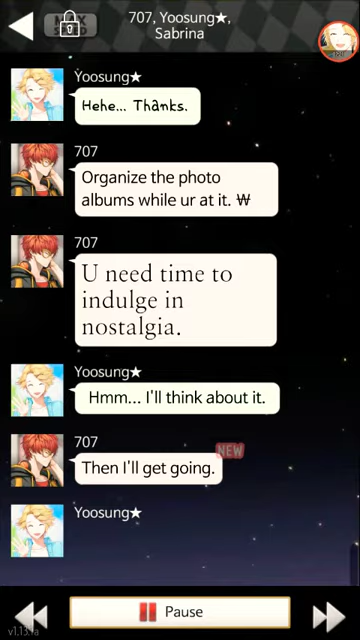 707, Yoosung★,
Sabrina
Yoosung★
Hehe... Thanks.
707
Organize the photo
albums while ur at it. ₩
707
U need time to
indulge in
nostalgia.
Yoosung★
Hmm... I'll think about it.
707
NEW
Then I'll get going.
Yoosung★
Pause